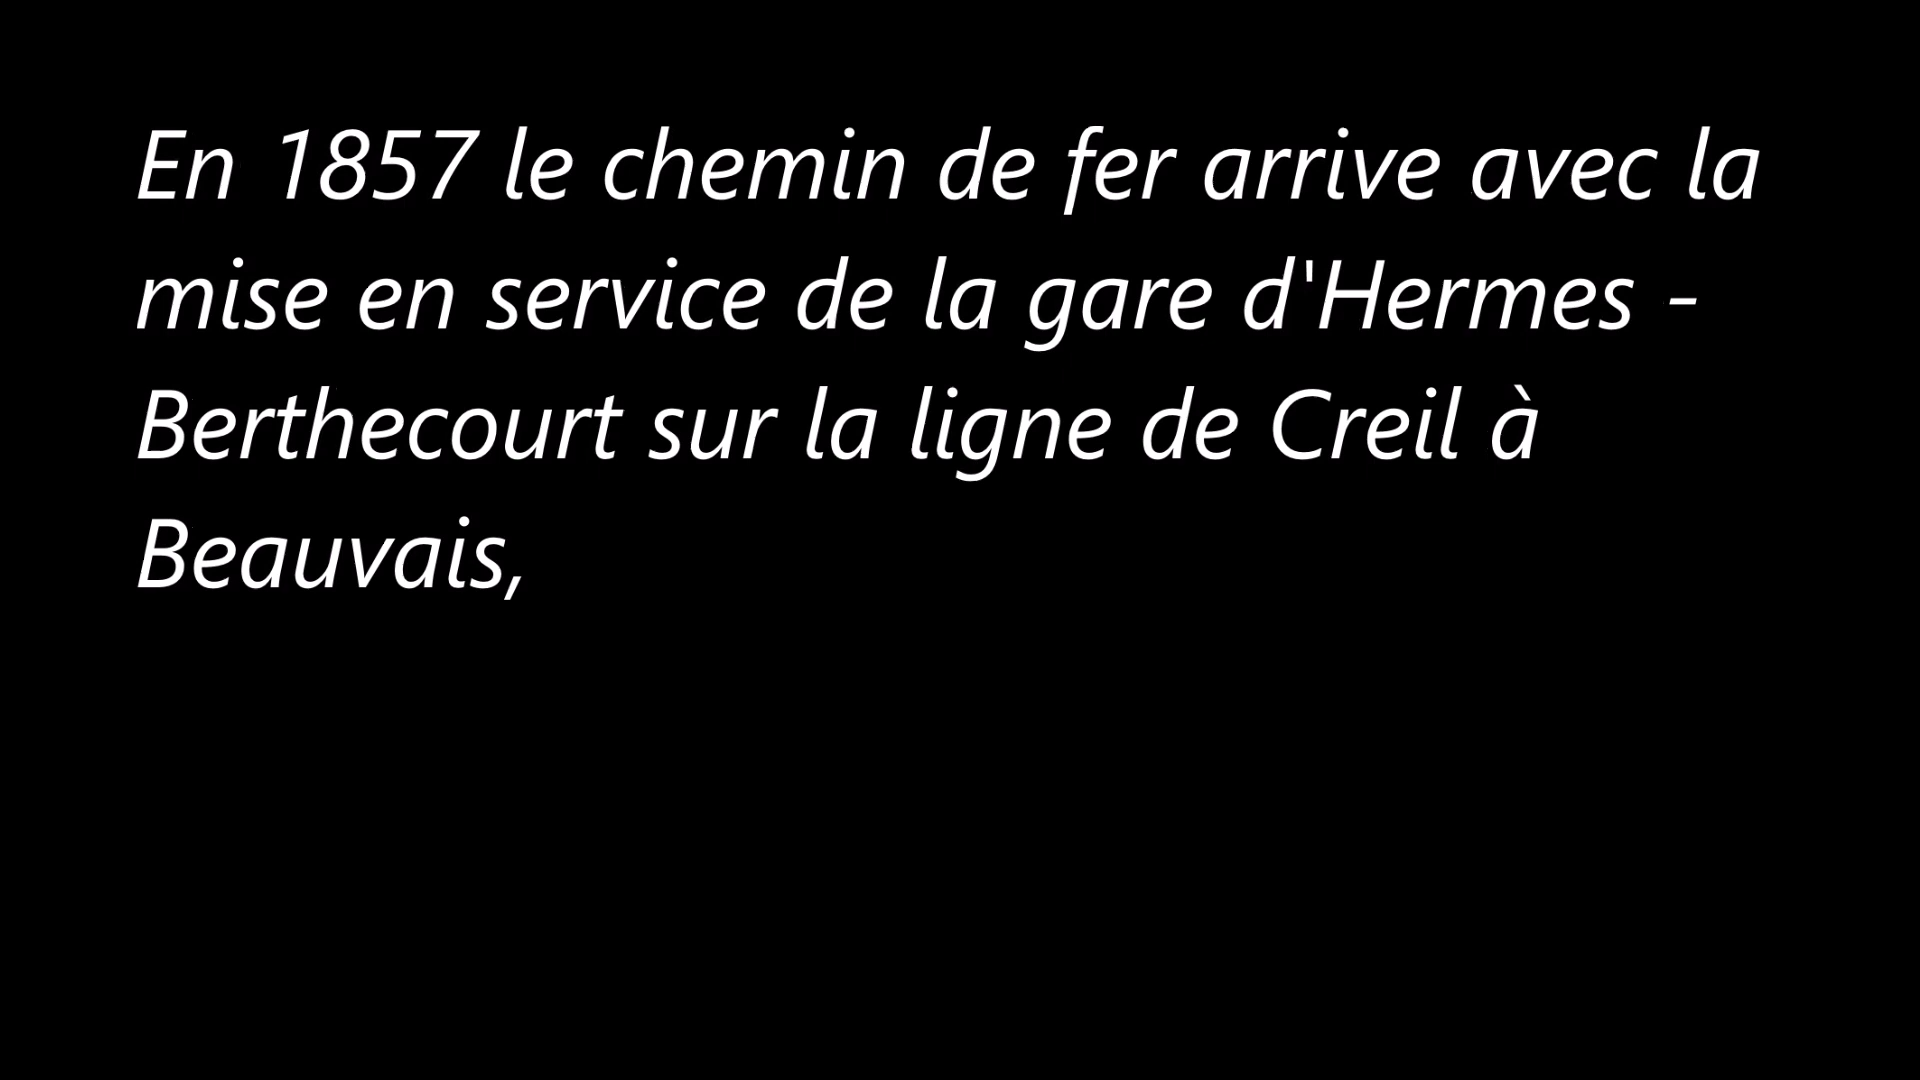 En 1857 le chemin de fer arrive avec la
mise en service de la gare d'Hermes -
Berthecourt sur la ligne de Creil à
Beauvais,